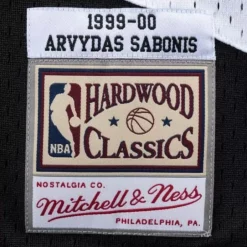 1999-00
ARVYDAS SABONIS
HARDWOOD
NBA
CLASSICS
NOSTALGIA CO.
Mitchell & Ness
PHILADELPHIA, PA.